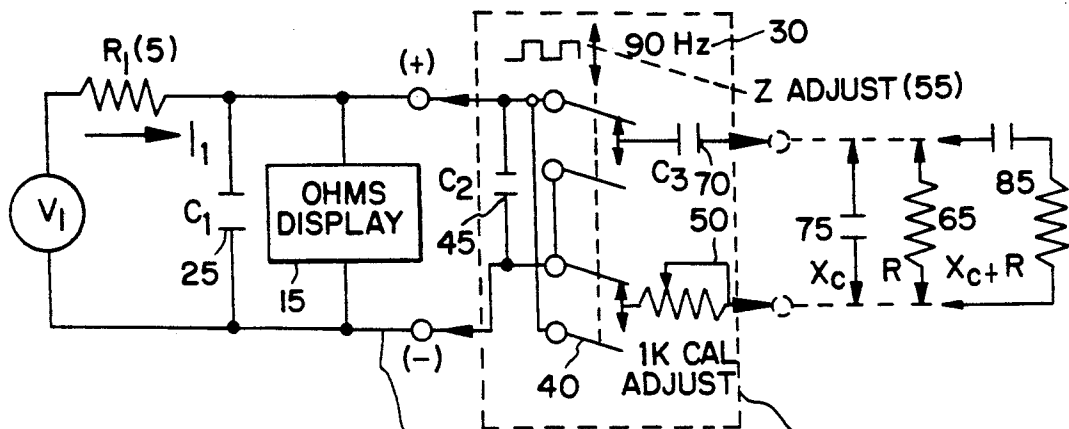 R1(5)
I1
V1
C1
25
OHMS
DISPLAY
15
(+)
(-)
90 Hz
30
Z ADJUST (55)
C2
45
C3
70
50
40
1K CAL
ADJUST
75
XC
65
R
85
XC+R